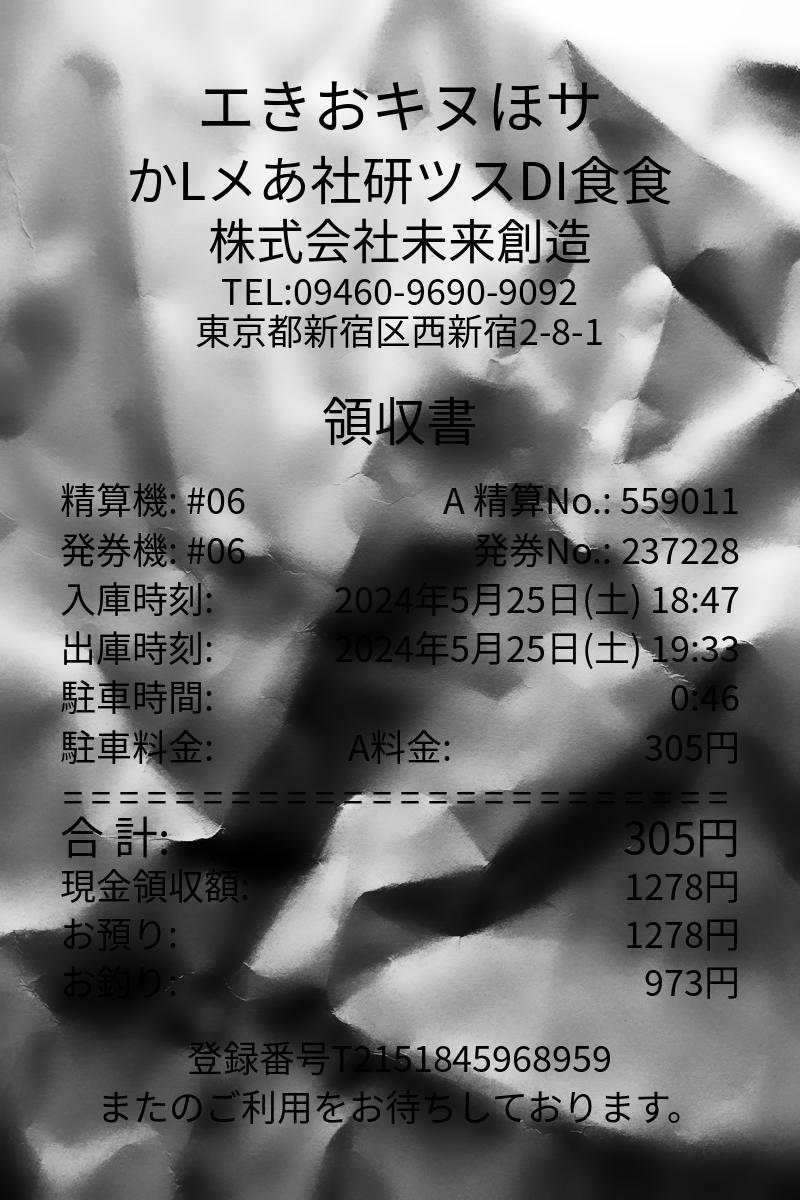 エきおキヌほサ
かLメあ社研ツスDI食食
株式会社未来創造
TEL:09460-9690-9092
東京都新宿区西新宿2-8-1
領収書
精算機: #06 A 精算No.: 559011
発券機: #06 発券No.: 237228
入庫時刻: 2024年5月25日(土) 18:47
出庫時刻: 2024年5月25日(土) 19:33
駐車時間: 0:46
駐車料金: A料金: 305円
========================
合 計: 305円
現金領収額: 1278円
お預り: 1278円
お釣り: 973円
登録番号T2151845968959
またのご利用をお待ちしております。